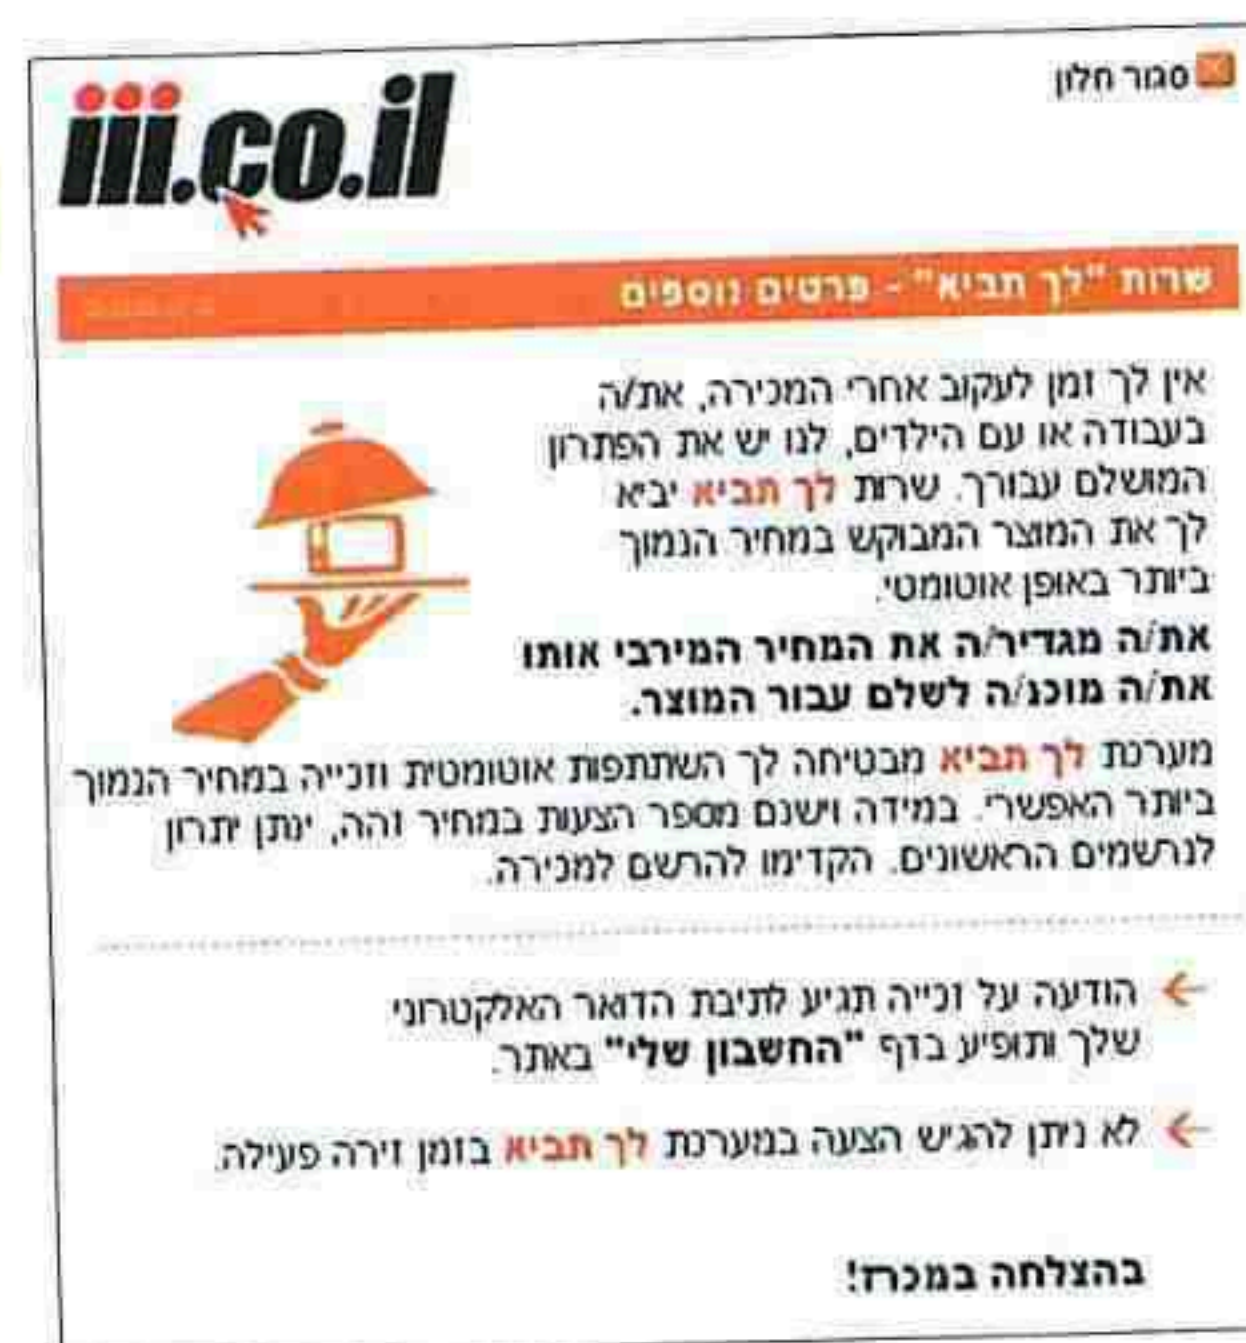 סגור חלון
iii.co.il
שרות "לך תביא" - פרטים נוספים
אין לך זמן לעקוב אחרי המכירה, את/ה
בעבודה או עם הילדים, לנו יש את הפתרון
המושלם עבורך. שרות לך תביא יביא
לך את המוצר המבוקש במחיר הנמוך
ביותר באופן אוטומטי.
את/ה מגדיר/ה את המחיר המירבי אותו
את/ה מוכנ/ה לשלם עבור המוצר.
מערכת לך תביא מבטיחה לך השתתפות אוטומטית וזכייה במחיר הנמוך
ביותר האפשרי. במידה וישנם מספר הצעות במחיר זהה, ינתן יתרון
לנרשמים הראשונים. הקדימו להרשם למכירה.
הודעה על זכייה תגיע לתיבת הדואר האלקטרוני
שלך ותופיע בדף "החשבון שלי" באתר.
לא ניתן להגיש הצעה במערכת לך תביא בזמן זירה פעילה.
בהצלחה במכרז!